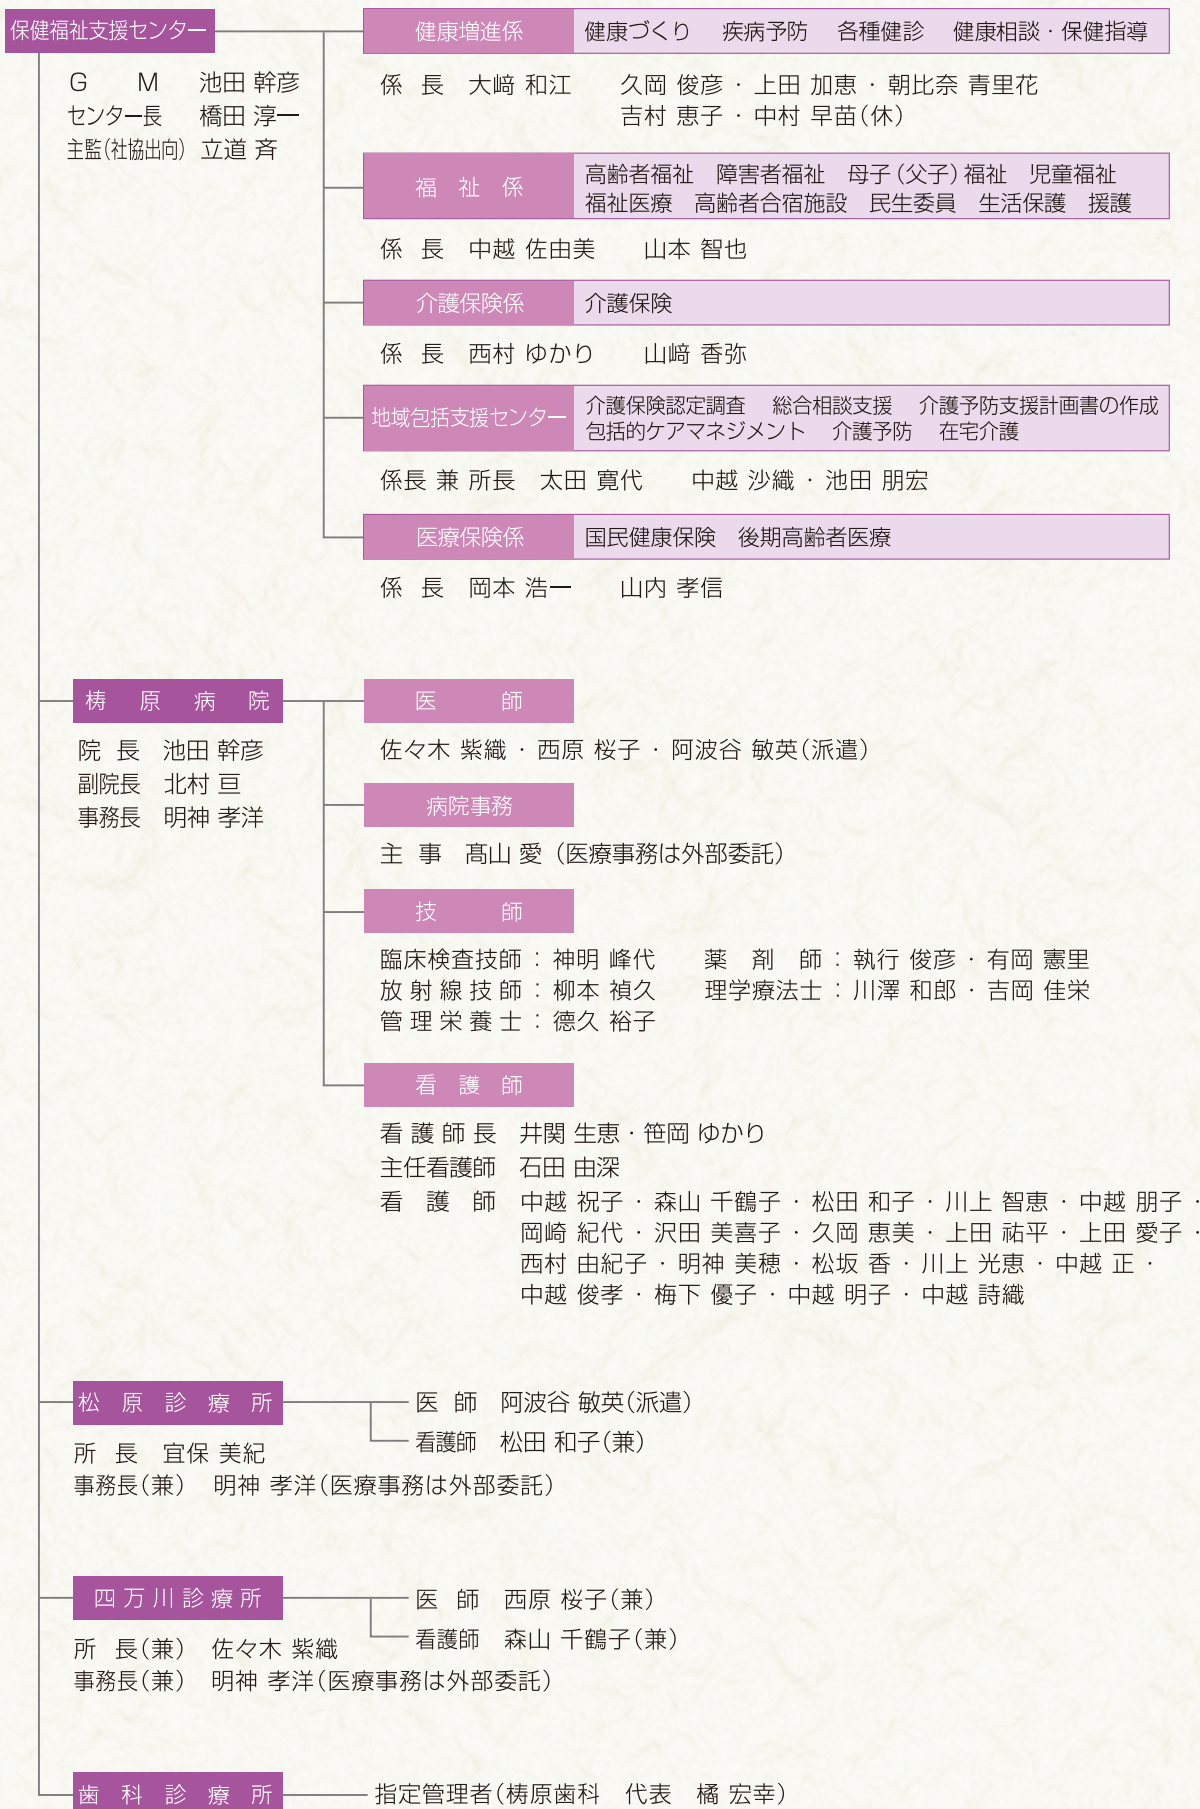 保健福祉支援センター
G M 池田 幹彦
センター長 橋田 淳一
主監(社協出向) 立道 斉
健康増進係 健康づくり 疾病予防 各種健診 健康相談・保健指導
係 長 大﨑 和江 久岡 俊彦 ・ 上田 加恵 ・ 朝比奈 青里花
吉村 恵子 ・ 中村 早苗(休)
福 祉 係
高齢者福祉 障害者福祉 母子(父子)福祉 児童福祉
福祉医療 高齢者合宿施設 民生委員 生活保護 援護
係 長 中越 佐由美 山本 智也
介護保険係 介護保険
係 長 西村 ゆかり 山﨑 香弥
地域包括支援センター
介護保険認定調査 総合相談支援 介護予防支援計画書の作成
包括的ケアマネジメント 介護予防 在宅介護
係長 兼 所長 太田 寛代 中越 沙織 ・ 池田 朋宏
医療保険係 国民健康保険 後期高齢者医療
係 長 岡本 浩一 山内 孝信
梼 原 病 院
院 長 池田 幹彦
副院長 北村 亘
事務長 明神 孝洋
医 師
佐々木 紫織 ・ 西原 桜子 ・ 阿波谷 敏英(派遣)
病院事務
主 事 髙山 愛 (医療事務は外部委託)
技 師
臨床検査技師 : 神明 峰代 薬 剤 師 : 執行 俊彦 ・ 有岡 憲里
放 射 線 技 師 : 柳本 禎久 理学療法士 : 川澤 和郎 ・ 吉岡 佳栄
管 理 栄 養 士 : 德久 裕子
看 護 師
看 護 師 長 井関 生恵・笹岡 ゆかり
主任看護師 石田 由深
看 護 師 中越 祝子 ・ 森山 千鶴子 ・ 松田 和子 ・ 川上 智恵 ・ 中越 朋子 ・
岡崎 紀代 ・ 沢田 美喜子 ・ 久岡 恵美 ・ 上田 祐平 ・ 上田 愛子 ・
西村 由紀子 ・ 明神 美穂 ・ 松坂 香 ・ 川上 光恵 ・ 中越 正 ・
中越 俊孝 ・ 梅下 優子 ・ 中越 明子 ・ 中越 詩織
松 原 診 療 所
所 長 宜保 美紀
事務長(兼) 明神 孝洋(医療事務は外部委託)
医 師 阿波谷 敏英(派遣)
看護師 松田 和子(兼)
四 万 川 診 療 所
所 長(兼) 佐々木 紫織
事務長(兼) 明神 孝洋(医療事務は外部委託)
医 師 西原 桜子(兼)
看護師 森山 千鶴子(兼)
歯 科 診 療 所 指定管理者(梼原歯科 代表 橘 宏幸)